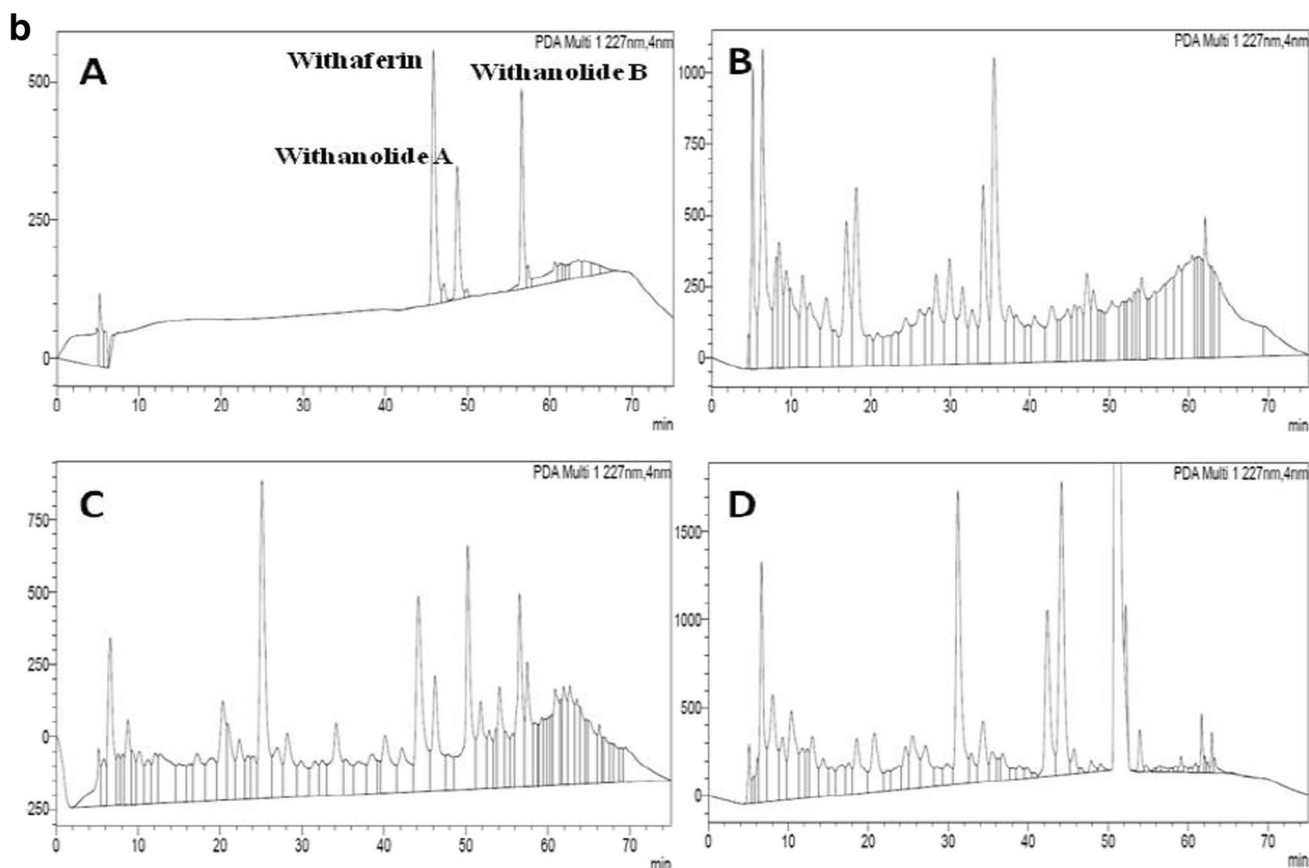 b
A
PDA Multi 1 227nm,4nm
Withaferin
Withanolide B
Withanolide A
500
250
0
0 10 20 30 40 50 60 70
min
B
PDA Multi 1 227nm,4nm
1000
750
500
250
0
0 10 20 30 40 50 60 70
min
C
PDA Multi 1 227nm,4nm
750
500
250
0
250
0 10 20 30 40 50 60 70
min
D
PDA Multi 1 227nm,4nm
1500
1000
500
0
0 10 20 30 40 50 60 70
min